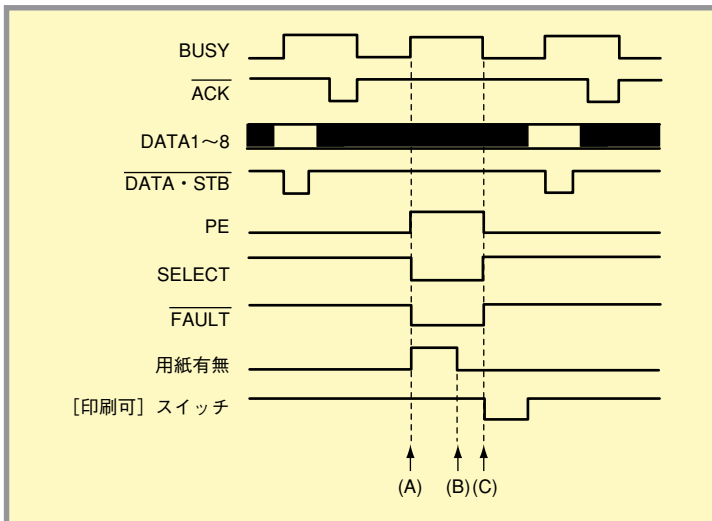 BUSY
ACK
DATA1～8
DATA・STB
PE
SELECT
FAULT
用紙有無
［印刷可］スイッチ
(A) (B) (C)